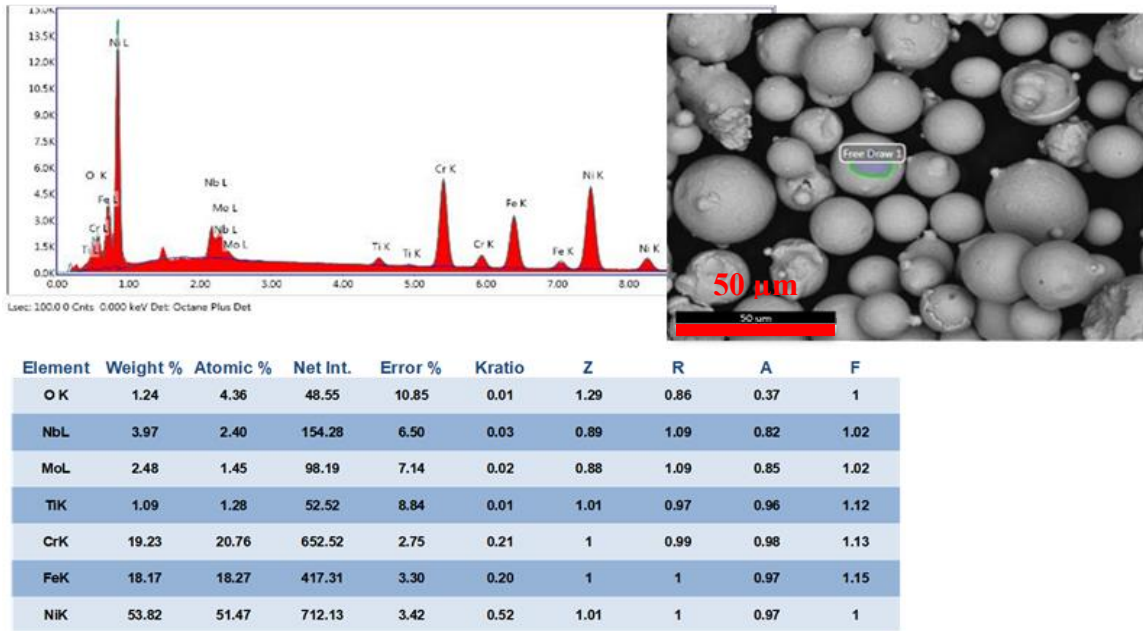 15.0K
13.5K
12.0K
10.5K
9.0K
7.5K
6.0K
4.5K
3.0K
1.5K
0.0K
Ni L
O K
Fe L
Cr L
Ti
Nb L
Mo L
Nb L
Mo L
Ti K
Ti K
Cr K
Cr K
Fe K
Fe K
Ni K
Ni K
0.00 1.00 2.00 3.00 4.00 5.00 6.00 7.00 8.00
Lsec: 100.0 0 Cnts 0.000 keV Det: Octane Plus Det
Free Draw 1
50 µm
50 um
Element Weight % Atomic % Net Int. Error % Kratio Z R A F
O K 1.24 4.36 48.55 10.85 0.01 1.29 0.86 0.37 1
NbL 3.97 2.40 154.28 6.50 0.03 0.89 1.09 0.82 1.02
MoL 2.48 1.45 98.19 7.14 0.02 0.88 1.09 0.85 1.02
TiK 1.09 1.28 52.52 8.84 0.01 1.01 0.97 0.96 1.12
CrK 19.23 20.76 652.52 2.75 0.21 1 0.99 0.98 1.13
FeK 18.17 18.27 417.31 3.30 0.20 1 1 0.97 1.15
NiK 53.82 51.47 712.13 3.42 0.52 1.01 1 0.97 1